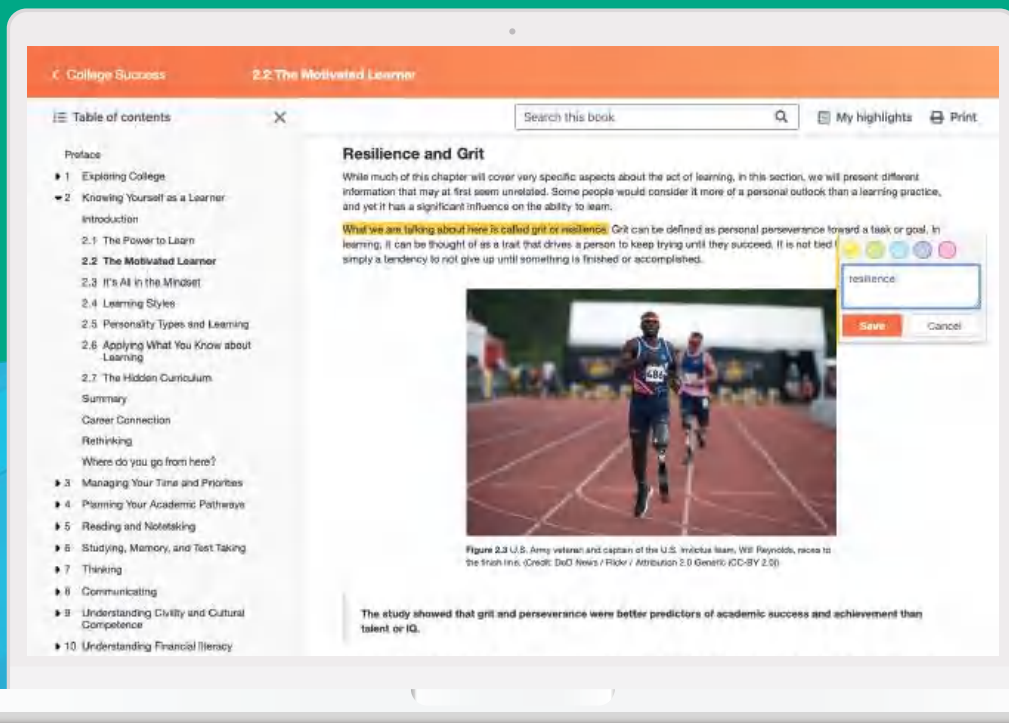 College Success
2.2 The Motivated Learner
Table of contents
Search this book
My highlights
Print
Preface
1 Exploring College
2 Knowing Yourself as a Learner
Introduction
2.1 The Power to Learn
2.2 The Motivated Learner
2.3 It's All in the Mindset
2.4 Learning Styles
2.5 Personality Types and Learning
2.6 Applying What You Know about
Learning
2.7 The Hidden Curriculum
Summary
Career Connection
Rethinking
Where do you go from here?
3 Managing Your Time and Priorities
4 Planning Your Academic Pathways
5 Reading and Notetaking
6 Studying, Memory, and Test Taking
7 Thinking
8 Communicating
9 Understanding Civility and Cultural
Competence
10 Understanding Financial literacy
Resilience and Grit
While much of this chapter will cover very specific aspects about the act of learning, in this section, we will present different
information that may at first seem unrelated. Some people would consider it more of a personal outlook than a learning practice,
and yet it has a significant influence on the ability to learn.
What we are talking about here is called grit or resilience. Grit can be defined as personal perseverance toward a task or goal. In
learning, it can be thought of as a trait that drives a person to keep trying until they succeed. It is not tied
simply a tendency to not give up until something is finished or accomplished.
resilience
Save
Cancel
486
Figure 2.3 U.S. Army veteran and captain of the U.S. Invictus team, Will Reynolds, races to
the finish line. (Credit: DoD News / Flickr / Attribution 2.0 Generic (CC-BY 2.0))
The study showed that grit and perseverance were better predictors of academic success and achievement than
talent or IQ.